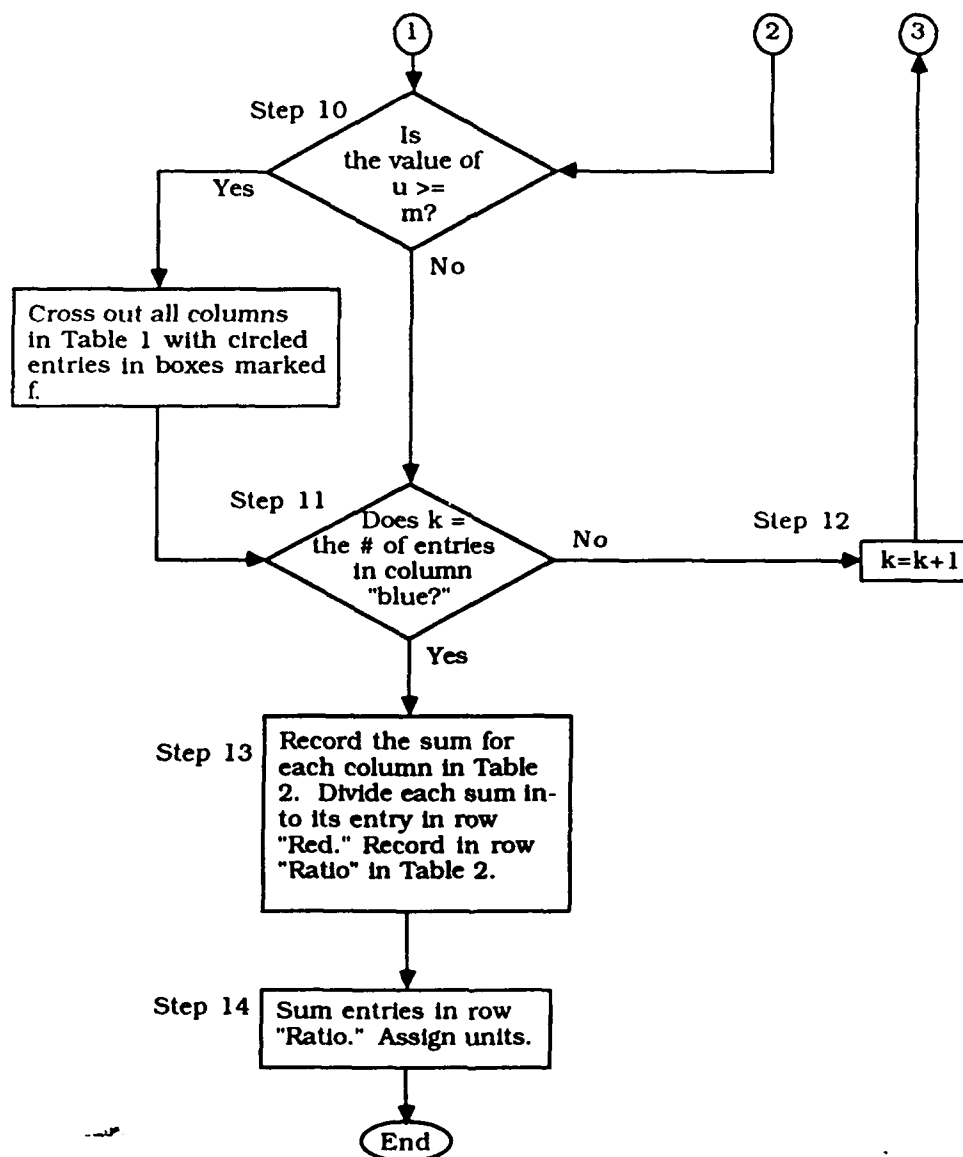 1
2
3
Step 10
Is
the value of
u >=
m?
Yes
No
Cross out all columns
in Table 1 with circled
entries in boxes marked
f.
Step 11
Does k =
the # of entries
in column
"blue?"
No
Step 12
k=k+1
Yes
Step 13
Record the sum for
each column in Table
2. Divide each sum in-
to its entry in row
"Red." Record in row
"Ratio" in Table 2.
Step 14
Sum entries in row
"Ratio." Assign units.
End